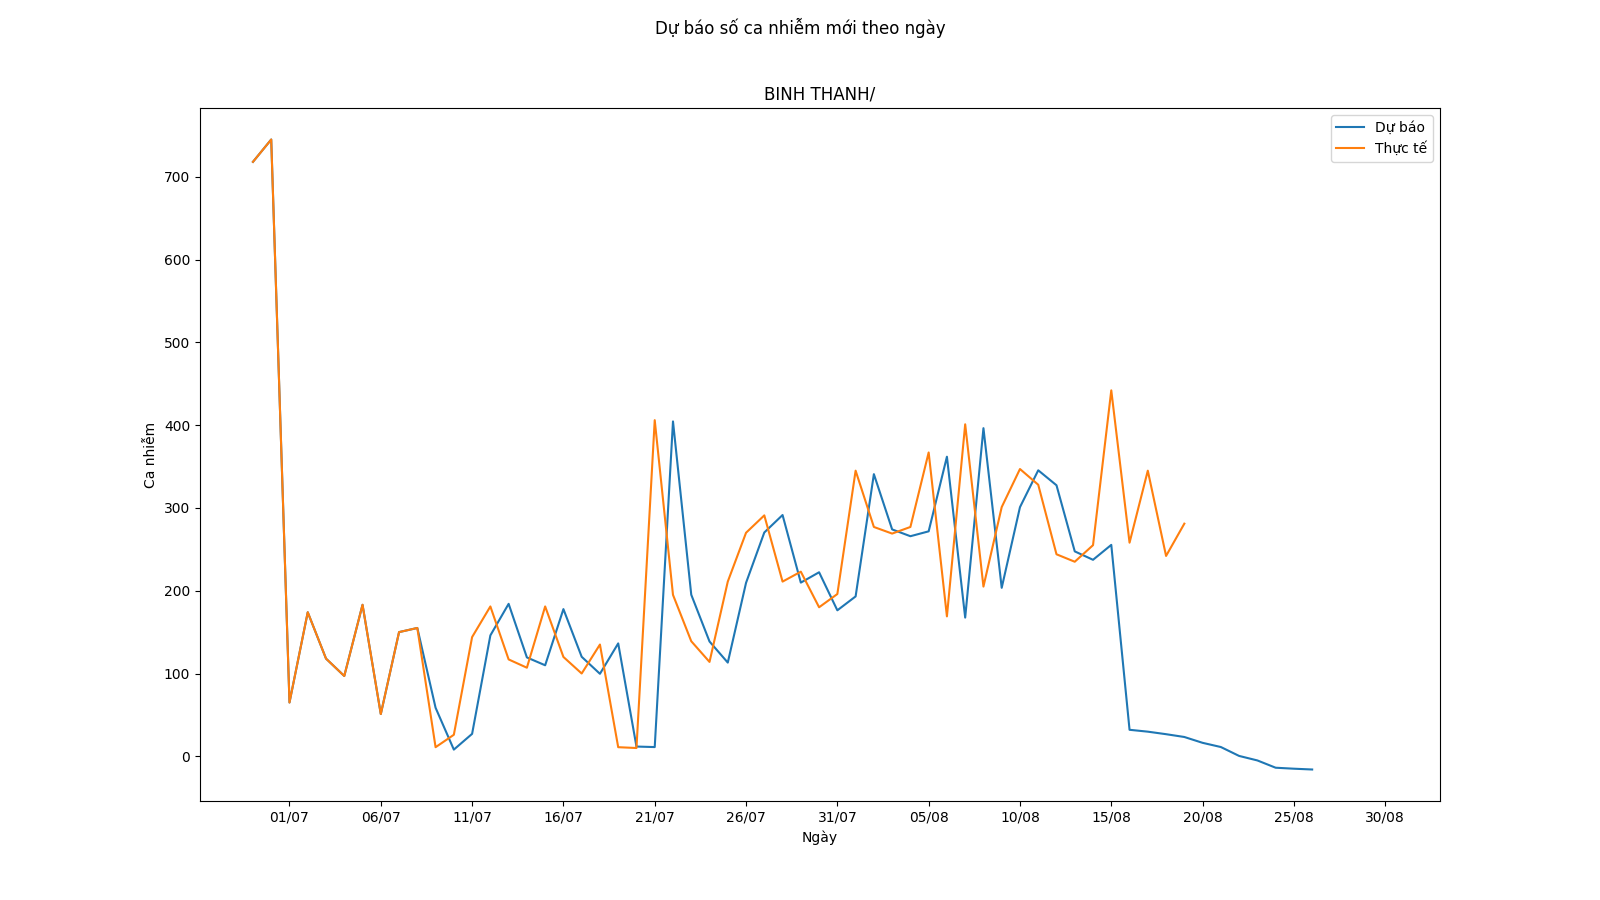 Dự báo số ca nhiễm mới theo ngày
BINH THANH/
Dự báo
Thực tế
700
600
500
400
300
200
100
0
Ca nhiễm
01/07 06/07 11/07 16/07 21/07 26/07 31/07 05/08 10/08 15/08 20/08 25/08 30/08
Ngày